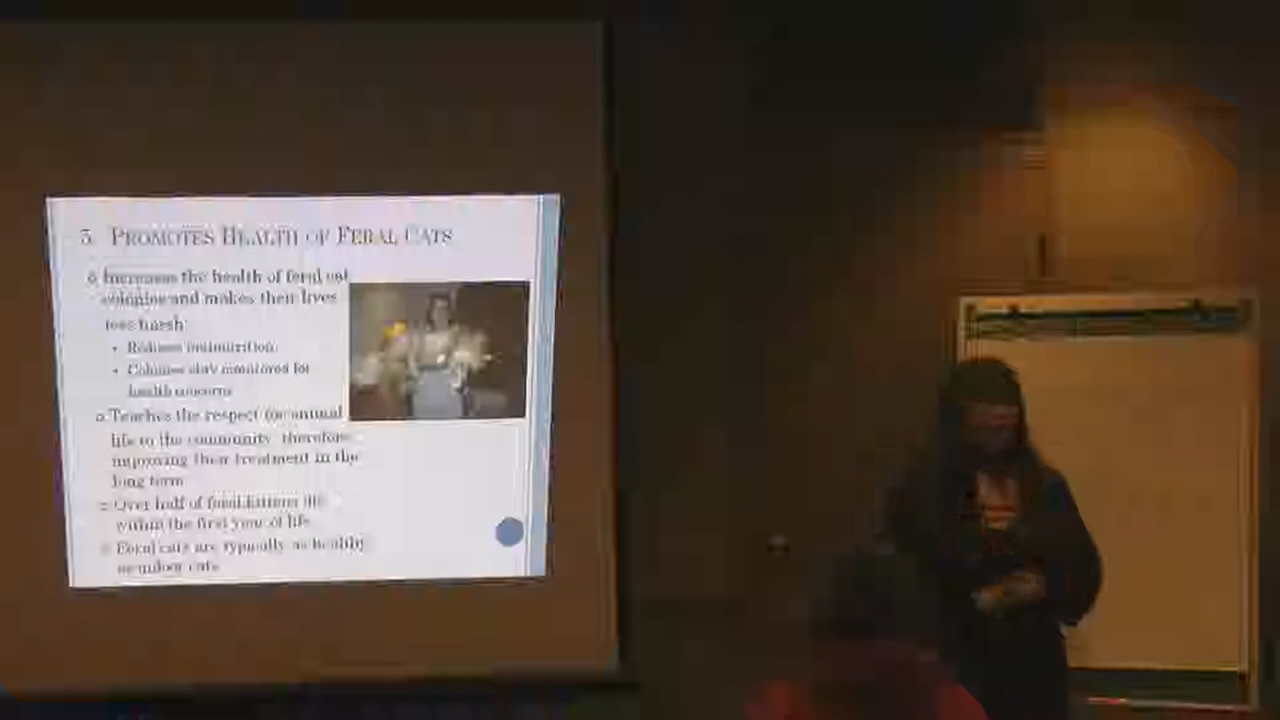 PROMOTES HEALTH OF FERAL CATS
Increases the health of feral cat
colonies and makes their lives
less harsh
Reduces malnutrition
Colonies stay monitored for
health concerns
Teaches the respect for animal
life to the community, therefore
improving their treatment in the
long term
Over half of feral kittens die
within the first year of life
Feral cats are typically as healthy
as indoor cats